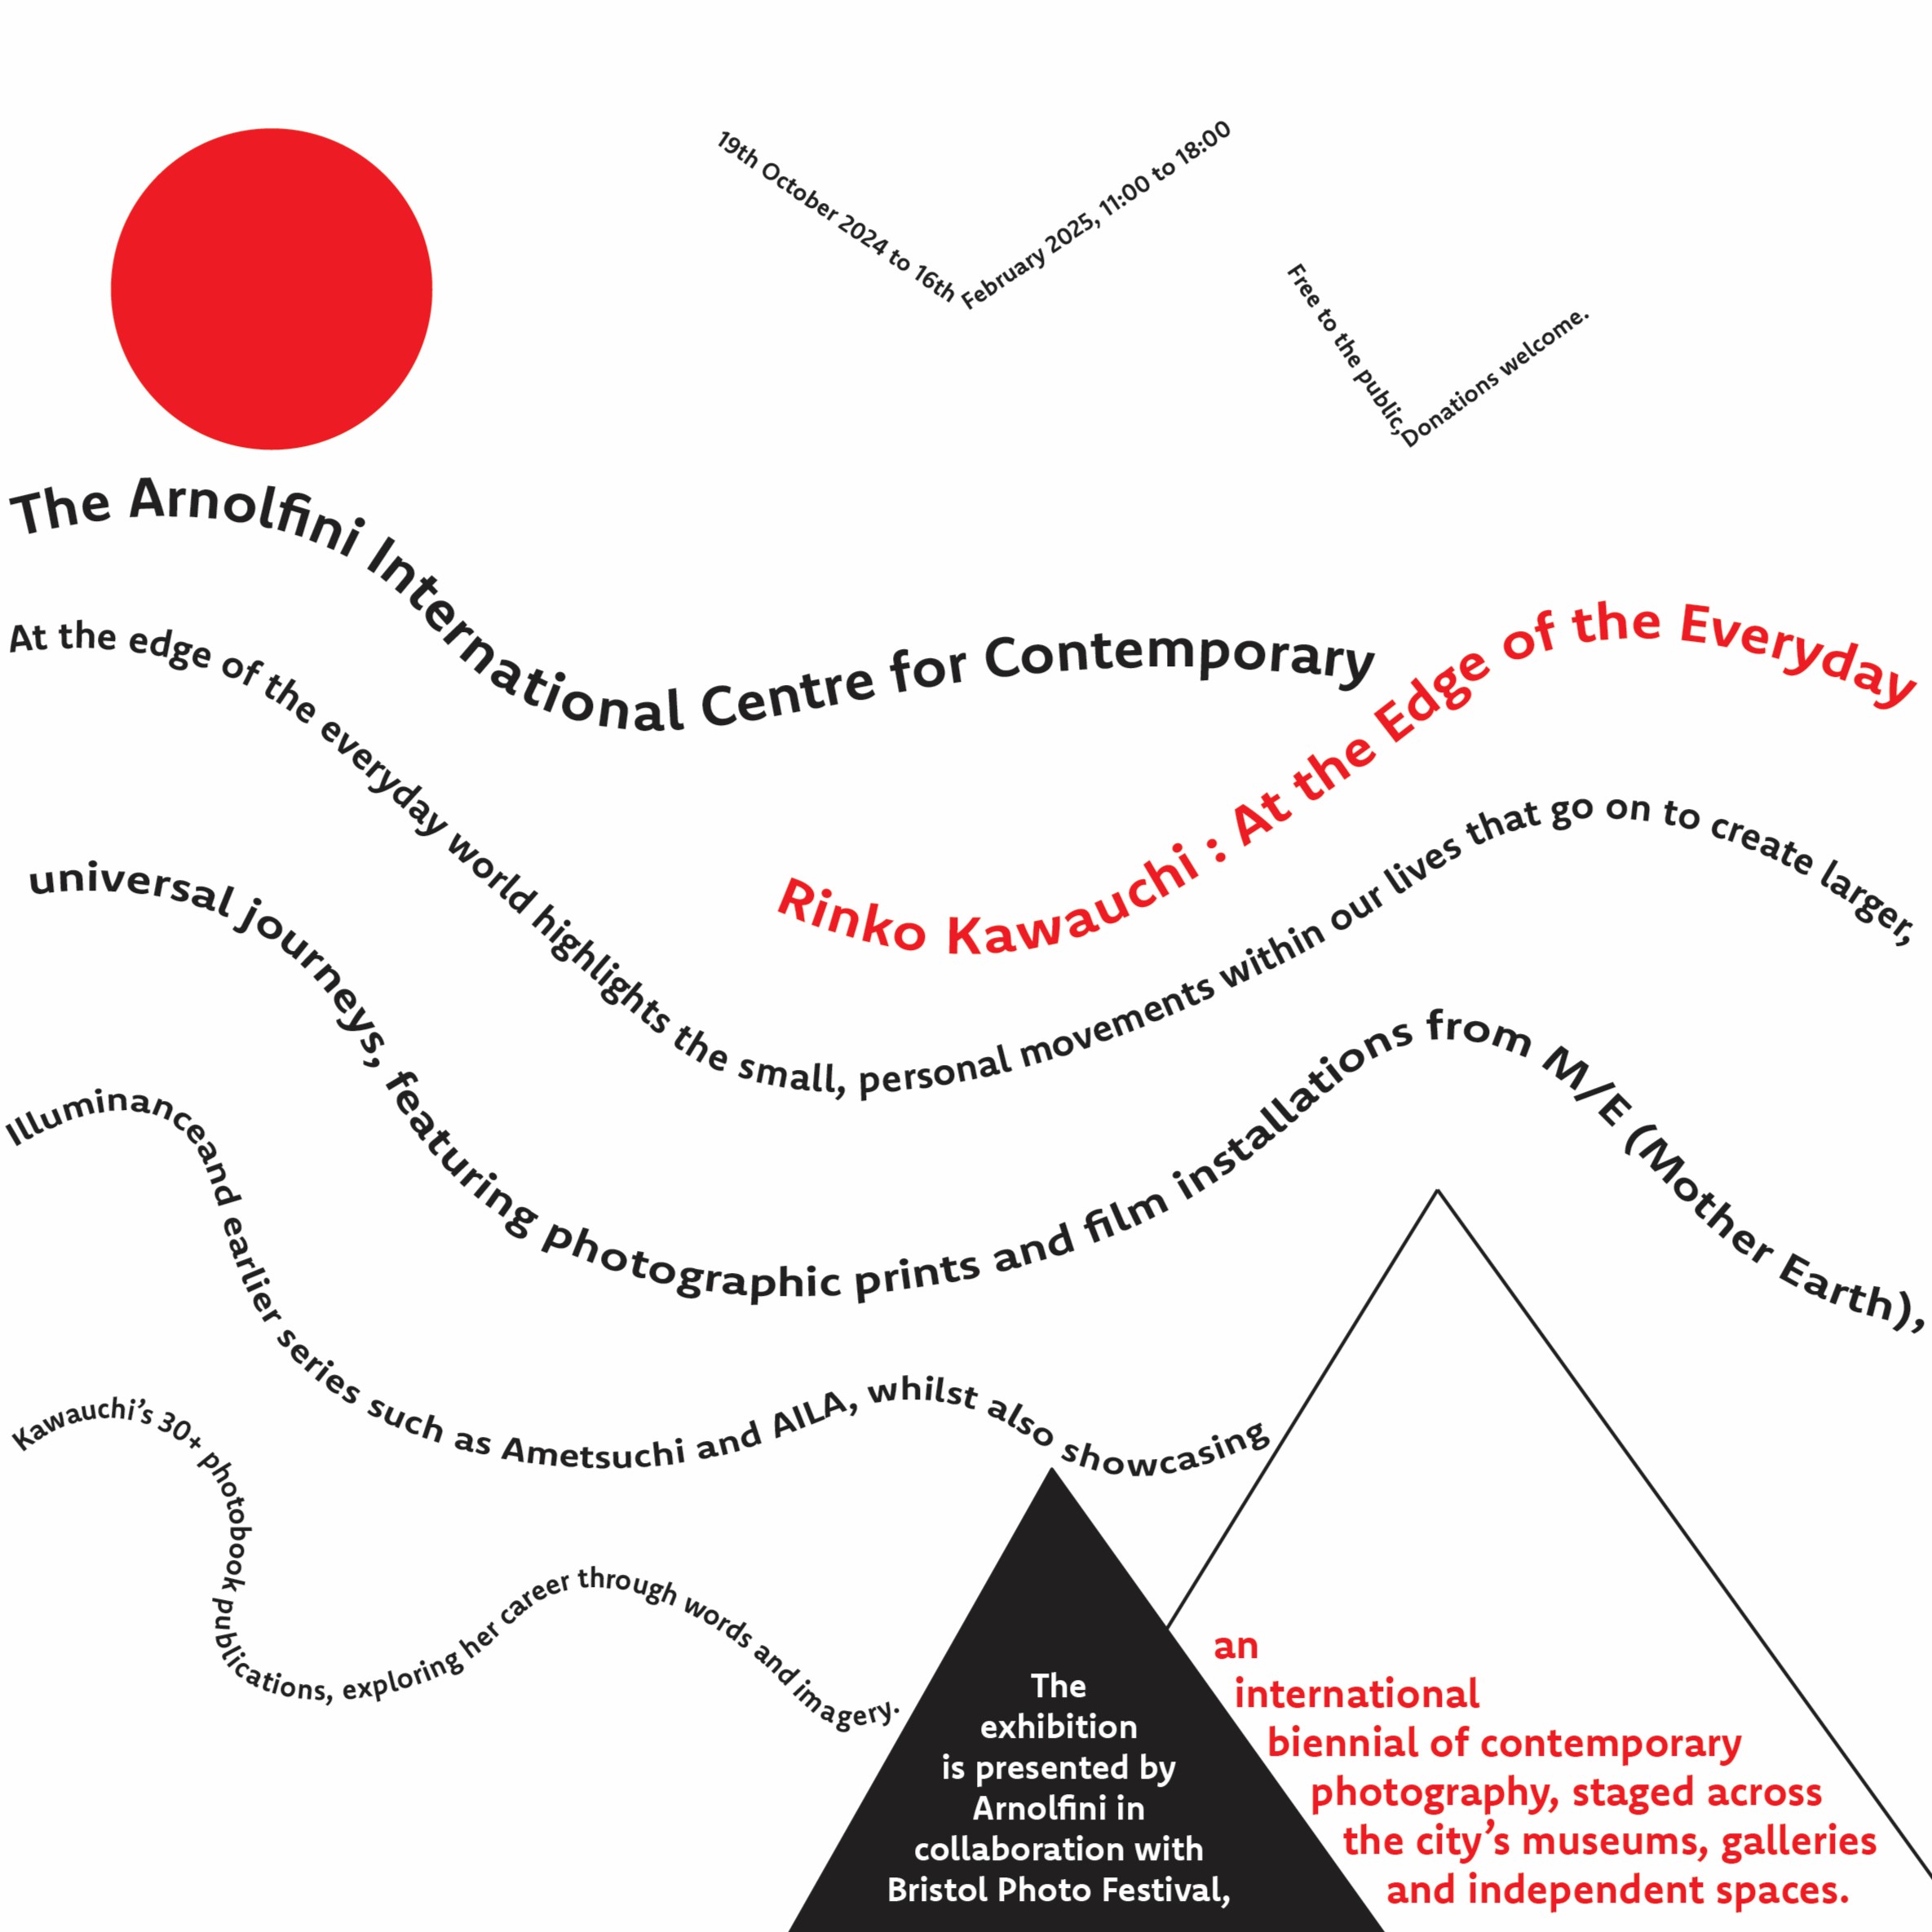 19th October 2024 to 16th February 2025, 11:00 to 18:00
Free to the public, Donations welcome.
The Arnolfini International Centre for Contemporary
Rinko Kawauchi : At the Edge of the Everyday
At the edge of the everyday world highlights the small, personal movements within our lives that go on to create larger,
universal journeys, featuring photographic prints and film installations from M/E (Mother Earth),
Illuminanceand earlier series such as Ametsuchi and AILA, whilst also showcasing
Kawauchi’s 30+ photobook publications, exploring her career through words and imagery.
The
exhibition
is presented by
Arnolfini in
collaboration with
Bristol Photo Festival,
an
international
biennial of contemporary
photography, staged across
the city’s museums, galleries
and independent spaces.